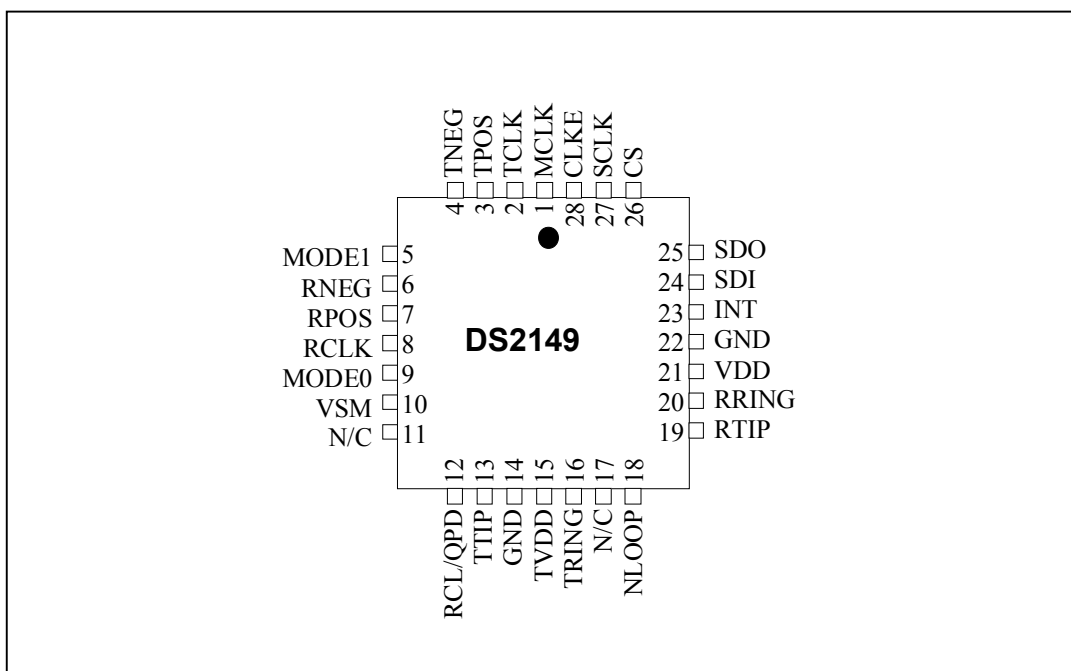 TNEG
TPOS
TCLK
MCLK
CLKE
SCLK
CS
4
3
2
1
28
27
26
MODE1 5
RNEG 6
RPOS 7
RCLK 8
MODE0 9
VSM 10
N/C 11
DS2149
25 SDO
24 SDI
23 INT
22 GND
21 VDD
20 RRING
19 RTIP
12
13
14
15
16
17
18
RCL/QPD
TTIP
GND
TVDD
TRING
N/C
NLOOP